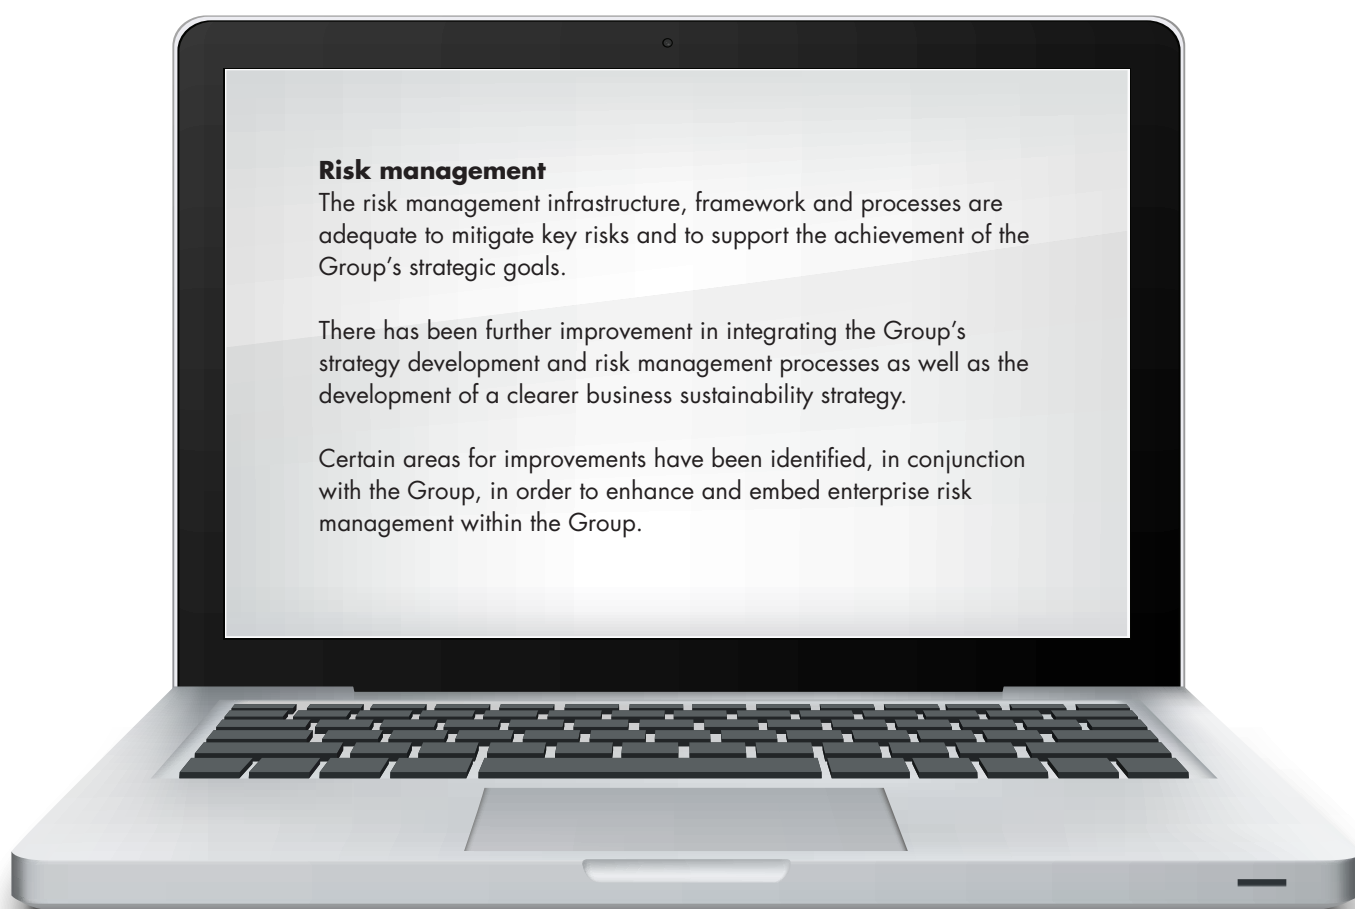 Risk management
The risk management infrastructure, framework and processes are
adequate to mitigate key risks and to support the achievement of the
Group’s strategic goals.
There has been further improvement in integrating the Group’s
strategy development and risk management processes as well as the
development of a clearer business sustainability strategy.
Certain areas for improvements have been identified, in conjunction
with the Group, in order to enhance and embed enterprise risk
management within the Group.